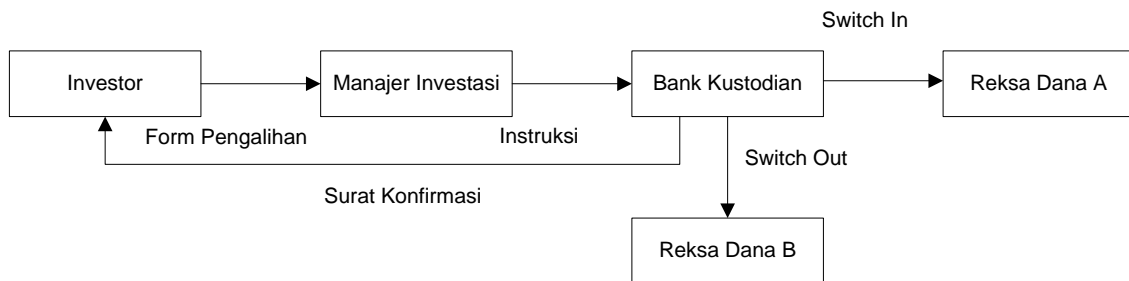 Switch In
Investor
Manajer Investasi
Bank Kustodian
Reksa Dana A
Form Pengalihan
Instruksi
Switch Out
Surat Konfirmasi
Reksa Dana B